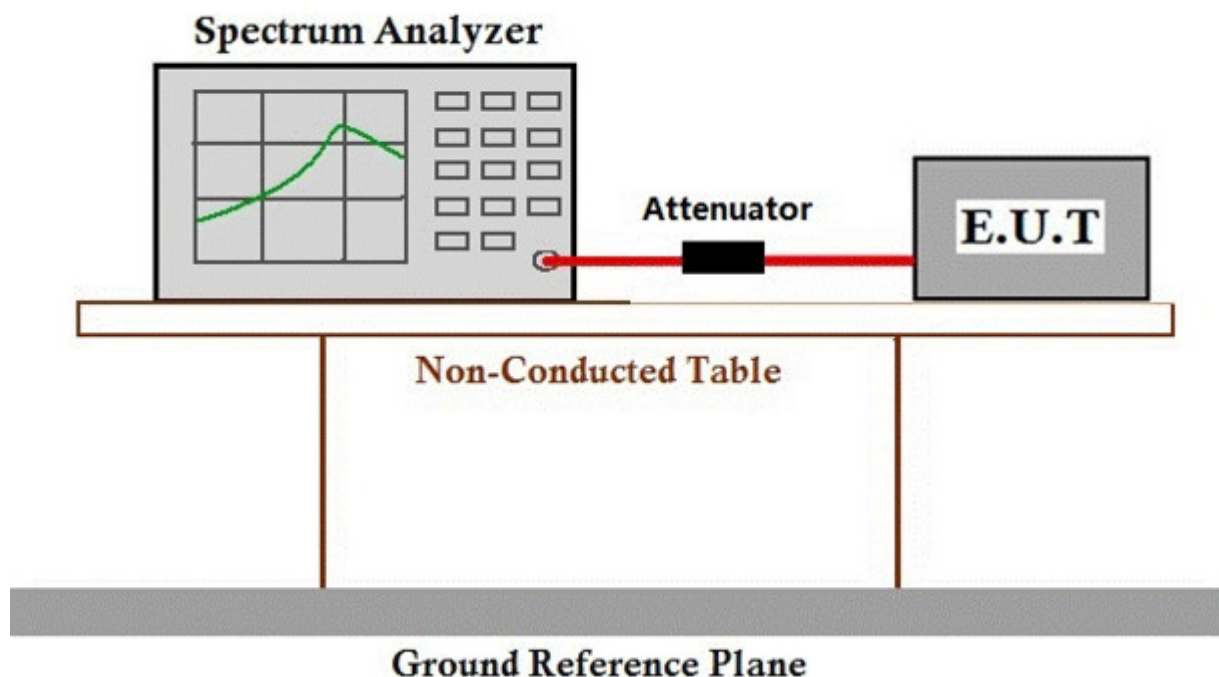 Spectrum Analyzer
Attenuator
E.U.T
Non-Conducted Table
Ground Reference Plane